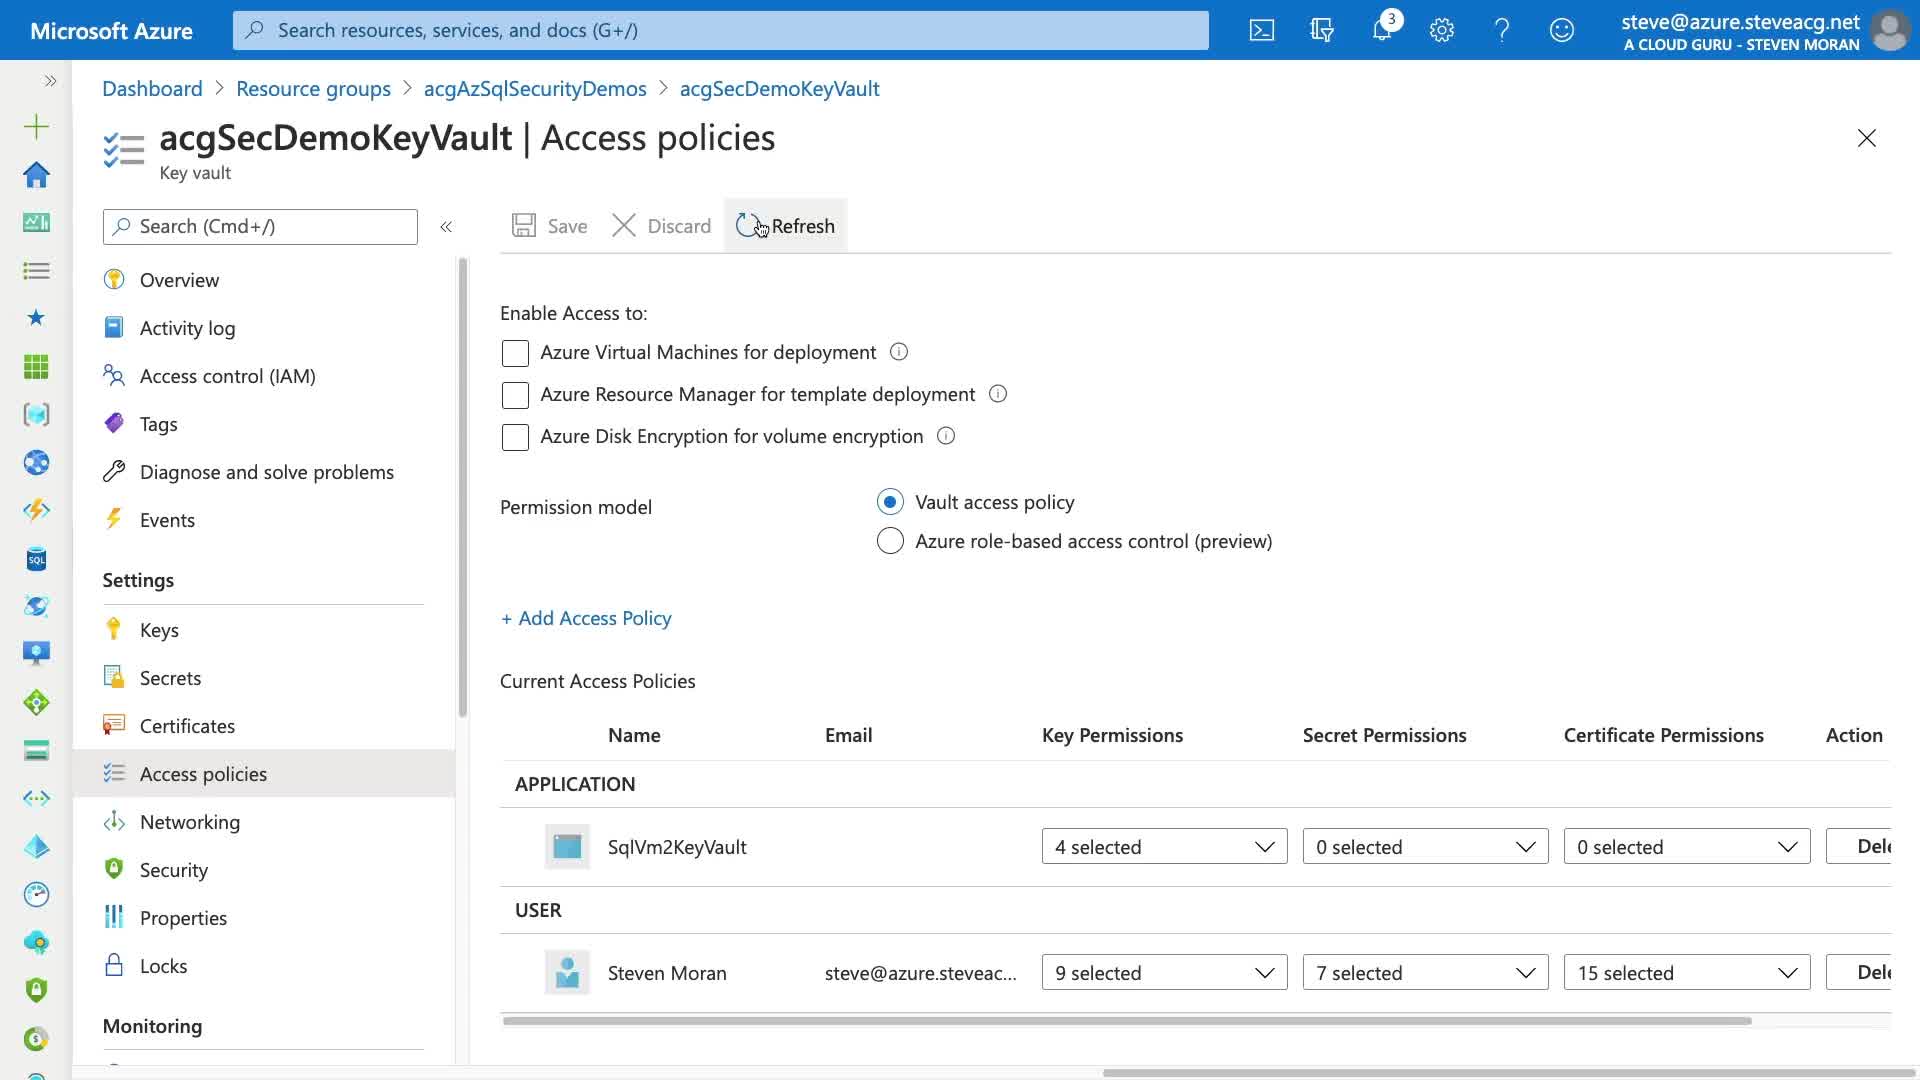 Microsoft Azure
Search resources, services, and docs (G+/)
3
steve@azure.steveacg.net
A CLOUD GURU - STEVEN MORAN
Dashboard > Resource groups > acgAzSqlSecurityDemos > acgSecDemoKeyVault
acgSecDemoKeyVault | Access policies
Key vault
Search (Cmd+/)
Save
Discard
Refresh
Overview
Activity log
Access control (IAM)
Tags
Diagnose and solve problems
Events
Settings
Keys
Secrets
Certificates
Access policies
Networking
Security
Properties
Locks
Monitoring
Enable Access to:
Azure Virtual Machines for deployment
Azure Resource Manager for template deployment
Azure Disk Encryption for volume encryption
Permission model
Vault access policy
Azure role-based access control (preview)
+ Add Access Policy
Current Access Policies
Name Email Key Permissions Secret Permissions Certificate Permissions Action
APPLICATION
SqlVm2KeyVault 4 selected 0 selected 0 selected Dele
USER
Steven Moran steve@azure.steveac... 9 selected 7 selected 15 selected Dele
SQL